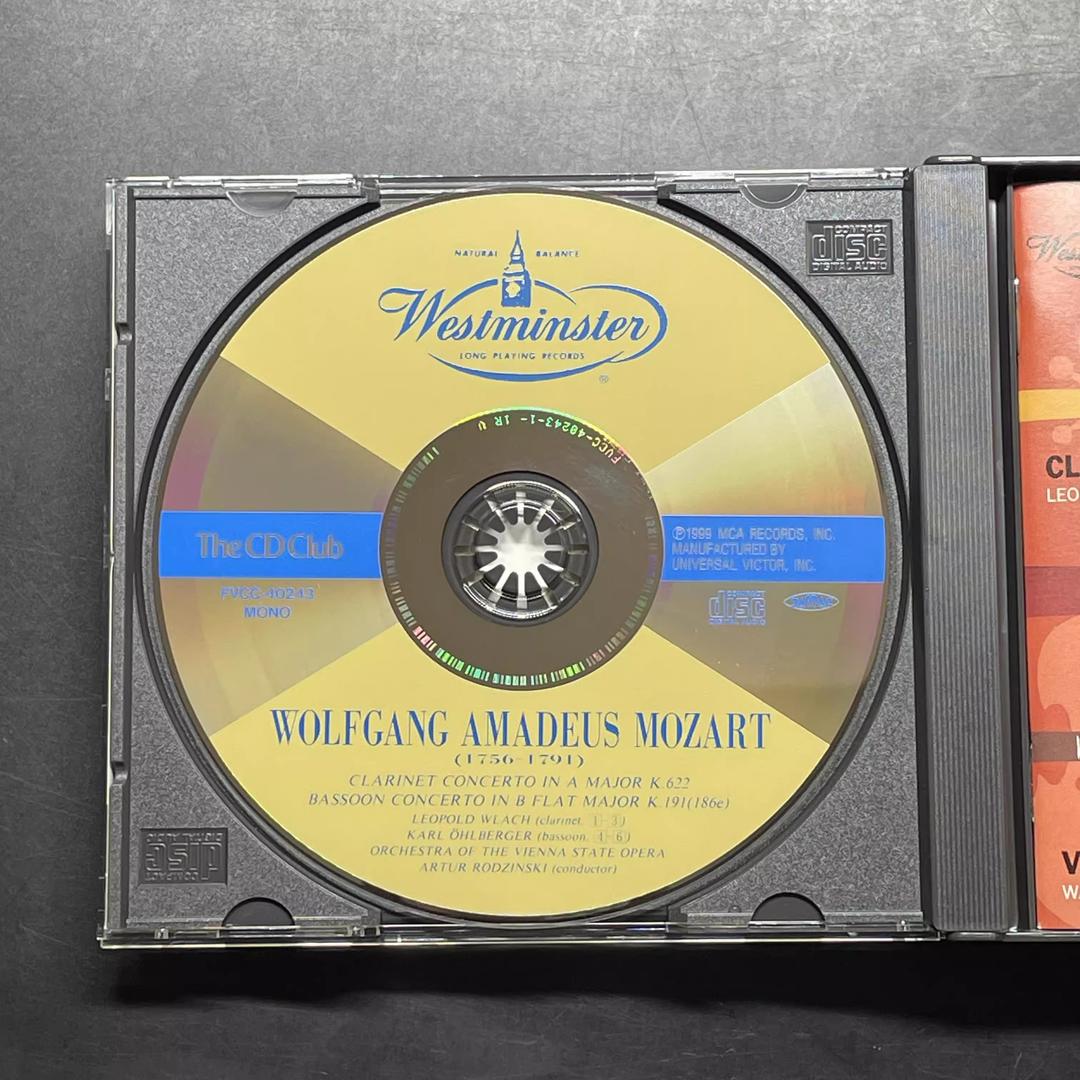 NATURAL BALANCE
Westminster
LONG PLAYING RECORDS
®
COMPACT
disc
DIGITAL AUDIO
FVCC-40243-1- 1R U
The CD Club
FVCC-40243
MONO
Ⓟ1999 MCA RECORDS, INC.
MANUFACTURED BY
UNIVERSAL VICTOR, INC.
COMPACT
disc
DIGITAL AUDIO
WOLFGANG AMADEUS MOZART
(1756-1791)
CLARINET CONCERTO IN A MAJOR K.622
BASSOON CONCERTO IN B FLAT MAJOR K.191(186e)
LEOPOLD WLACH (clarinet, 1-3)
KARL ÖHLBERGER (bassoon, 4-6)
ORCHESTRA OF THE VIENNA STATE OPERA
ARTUR RODZINSKI (conductor)
COMPACT
disc
DIGITAL AUDIO
West
CL
LEO
V
WA